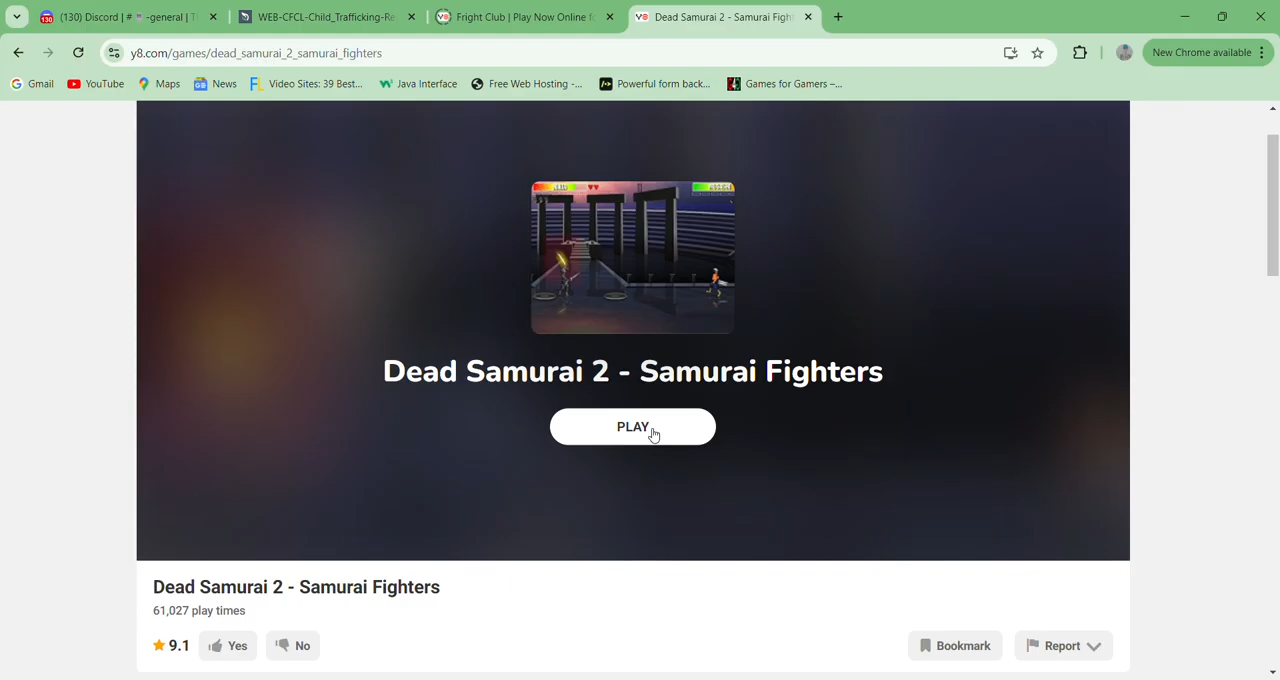 130 (130) Discord | # -general | T
WEB-CFCL-Child_Trafficking-Re
Y8 Fright Club | Play Now Online f
Y8 Dead Samurai 2 - Samurai Figh
y8.com/games/dead_samurai_2_samurai_fighters
New Chrome available
Gmail
YouTube
Maps
News
Video Sites: 39 Best...
Java Interface
Free Web Hosting -...
Powerful form back...
Games for Gamers –...
Dead Samurai 2 - Samurai Fighters
PLAY
Dead Samurai 2 - Samurai Fighters
61,027 play times
9.1
Yes
No
Bookmark
Report